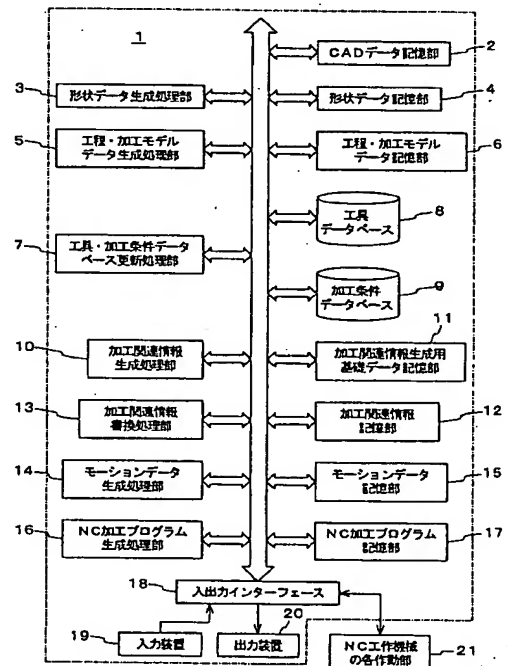 1
CADデータ記憶部
2
3
形状データ生成処理部
形状データ記憶部
4
5
工程・加工モデル
データ生成処理部
工程・加工モデル
データ記憶部
6
工具
データベース
8
7
工具・加工条件データ
ベース更新処理部
加工条件
データベース
9
10
加工関連情報
生成処理部
11
加工関連情報生成用
基礎データ記憶部
13
加工関連情報
書換処理部
加工関連情報
記憶部
12
14
モーションデータ
生成処理部
モーションデータ
記憶部
15
16
NC加工プログラム
生成処理部
NC加工プログラム
記憶部
17
18
入出力インターフェース
19
入力装置
20
出力装置
NC工作機械
の各作動部
21